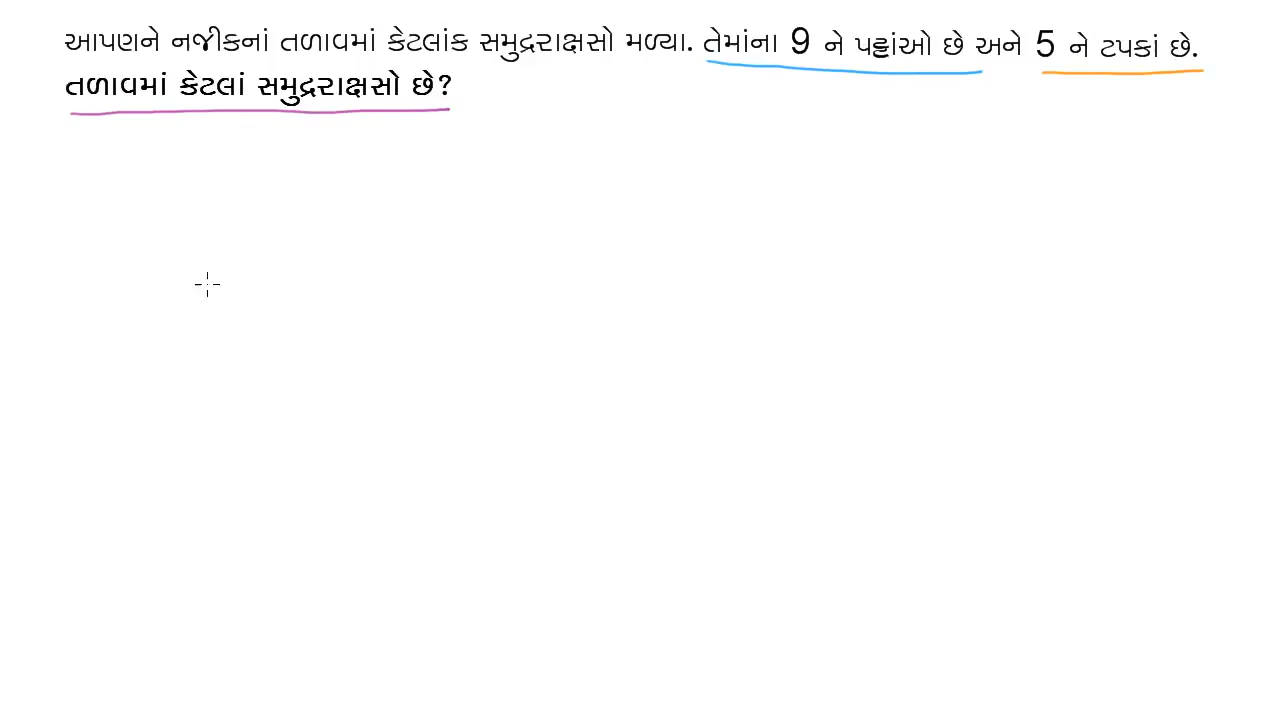 આપણને નજીકનાં તળાવમાં કેટલાંક સમુદ્રરાક્ષસો મળ્યા. તેમાંના 9 ને પટ્ટાંઓ છે અને 5 ને ટપકાં છે.
તળાવમાં કેટલાં સમુદ્રરાક્ષસો છે?